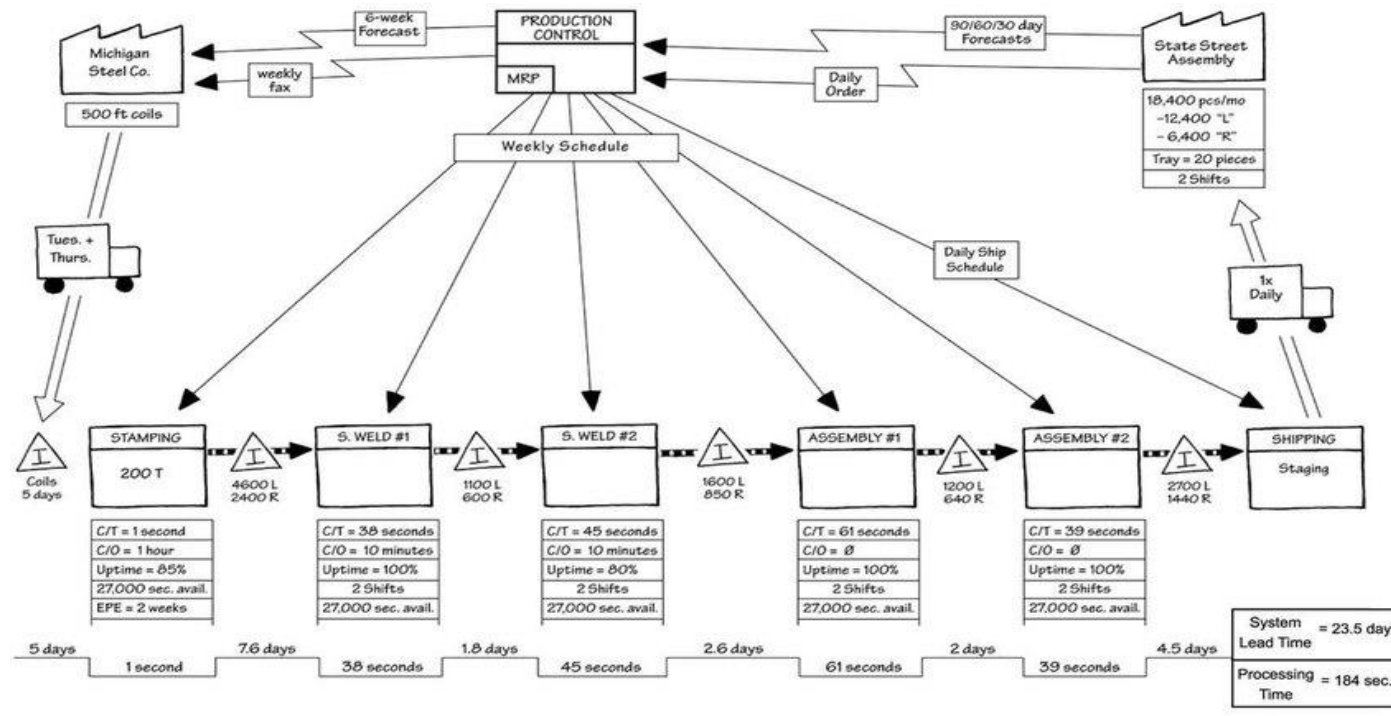 Michigan
Steel Co.
500 ft coils
6-week
Forecast
weekly
fax
PRODUCTION
CONTROL
MRP
90/60/30 day
Forecasts
Daily
Order
State Street
Assembly
18,400 pcs/mo
-12,400 "L"
- 6,400 "R"
Tray = 20 pieces
2 Shifts
Weekly Schedule
Tues. +
Thurs.
Daily Ship
Schedule
1x
Daily
I
Coils
5 days
STAMPING
200 T
C/T = 1 second
C/O = 1 hour
Uptime = 85%
27,000 sec. avail.
EPE = 2 weeks
I
4600 L
2400 R
S. WELD #1
C/T = 38 seconds
C/O = 10 minutes
Uptime = 100%
2 Shifts
27,000 sec. avail.
I
1100 L
600 R
S. WELD #2
C/T = 45 seconds
C/O = 10 minutes
Uptime = 80%
2 Shifts
27,000 sec. avail.
I
1600 L
850 R
ASSEMBLY #1
C/T = 61 seconds
C/O = Ø
Uptime = 100%
2 Shifts
27,000 sec. avail.
I
1200 L
640 R
ASSEMBLY #2
C/T = 39 seconds
C/O = Ø
Uptime = 100%
2 Shifts
27,000 sec. avail.
I
2700 L
1440 R
SHIPPING
Staging
5 days
1 second
7.6 days
38 seconds
1.8 days
45 seconds
2.6 days
61 seconds
2 days
39 seconds
4.5 days
System
Lead Time = 23.5 day
Processing
Time = 184 sec.